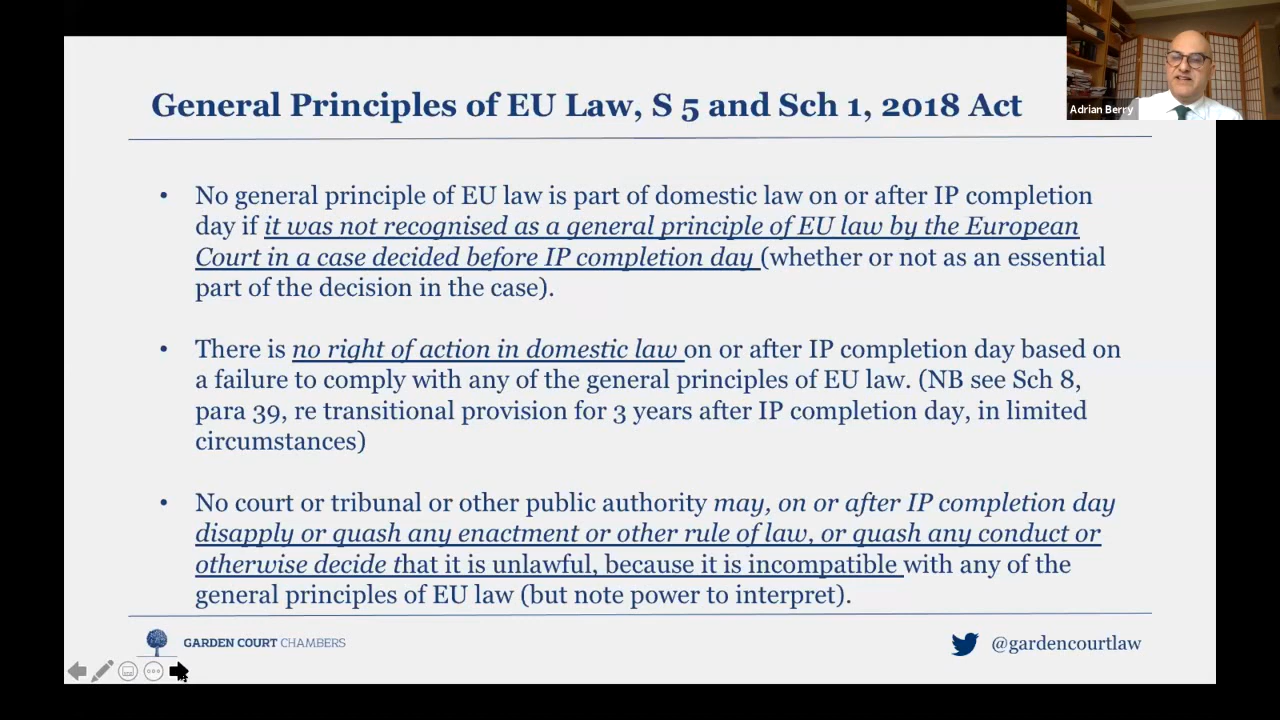 General Principles of EU Law, S 5 and Sch 1, 2018 Act
Adrian Berry
• No general principle of EU law is part of domestic law on or after IP completion
day if it was not recognised as a general principle of EU law by the European
Court in a case decided before IP completion day (whether or not as an essential
part of the decision in the case).
• There is no right of action in domestic law on or after IP completion day based on
a failure to comply with any of the general principles of EU law. (NB see Sch 8,
para 39, re transitional provision for 3 years after IP completion day, in limited
circumstances)
• No court or tribunal or other public authority may, on or after IP completion day
disapply or quash any enactment or other rule of law, or quash any conduct or
otherwise decide that it is unlawful, because it is incompatible with any of the
general principles of EU law (but note power to interpret).
GARDEN COURT CHAMBERS
@gardencourtlaw